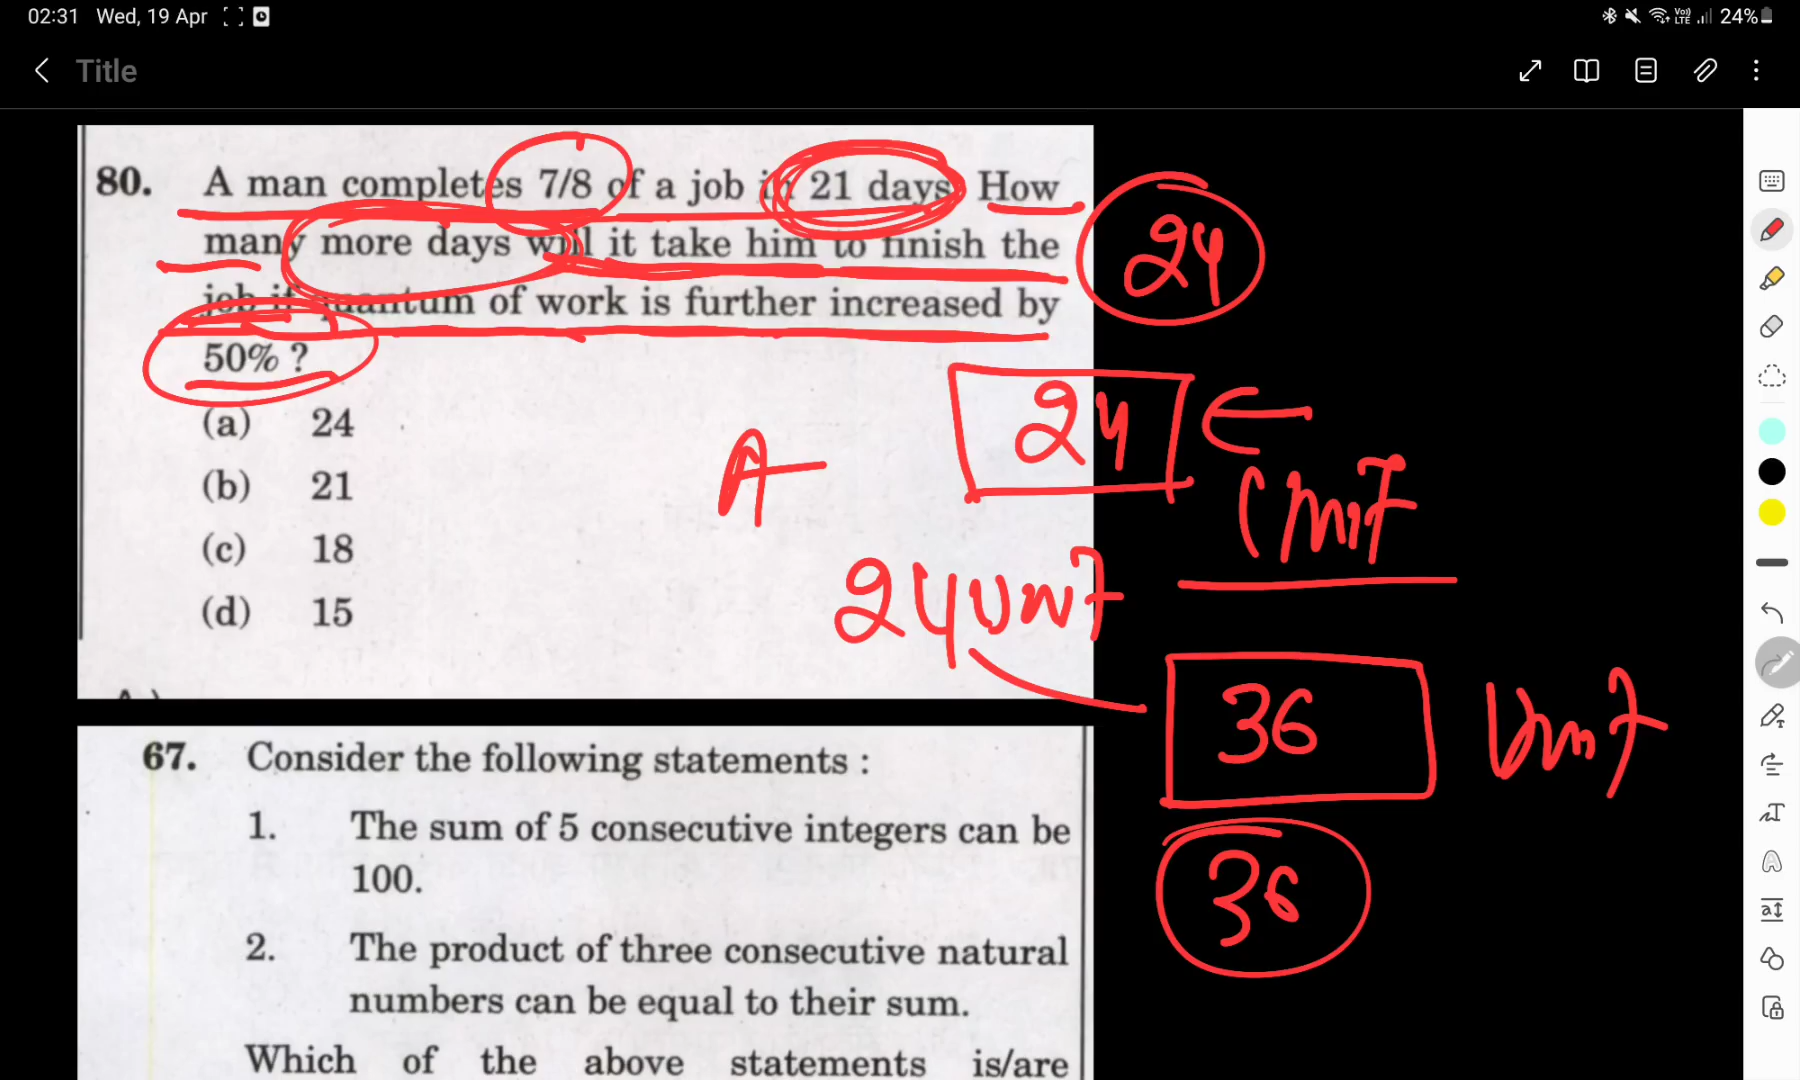 02:31 Wed, 19 Apr
Vo)) LTE 24%
Title
80. A man completes 7/8 of a job in 21 days. How
many more days will it take him to finish the
job if quantum of work is further increased by
50% ?
(a) 24
(b) 21
(c) 18
(d) 15
24
24
A
24 unit
36
36
67. Consider the following statements :
1. The sum of 5 consecutive integers can be
100.
2. The product of three consecutive natural
numbers can be equal to their sum.
Which of the above statements is/are